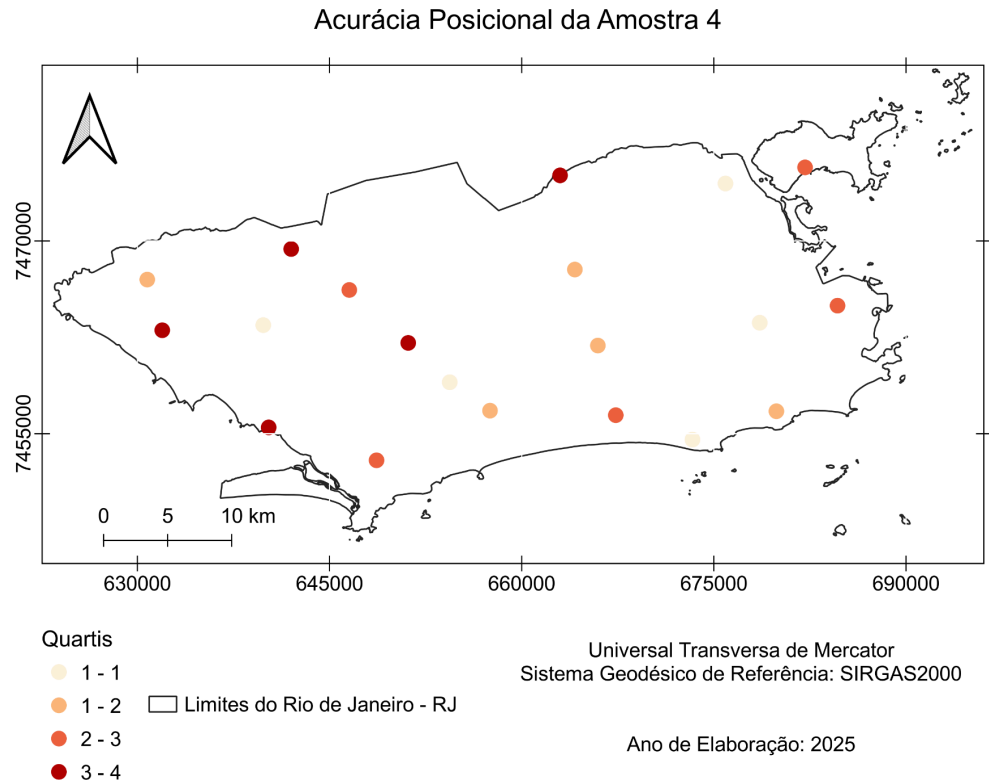 Acurácia Posicional da Amostra 4
7470000
7455000
0 5 10 km
630000 645000 660000 675000 690000
Quartis
1 - 1
1 - 2
2 - 3
3 - 4
Limites do Rio de Janeiro - RJ
Universal Transversa de Mercator
Sistema Geodésico de Referência: SIRGAS2000
Ano de Elaboração: 2025